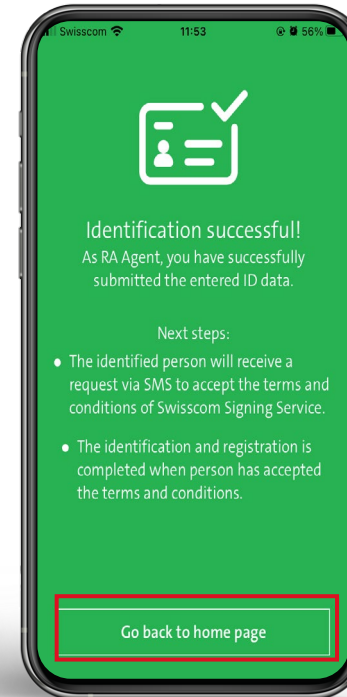 Swisscom 11:53 56%
Identification successful!
As RA Agent, you have successfully
submitted the entered ID data.
Next steps:
• The identified person will receive a
request via SMS to accept the terms and
conditions of Swisscom Signing Service.
• The identification and registration is
completed when person has accepted
the terms and conditions.
Go back to home page